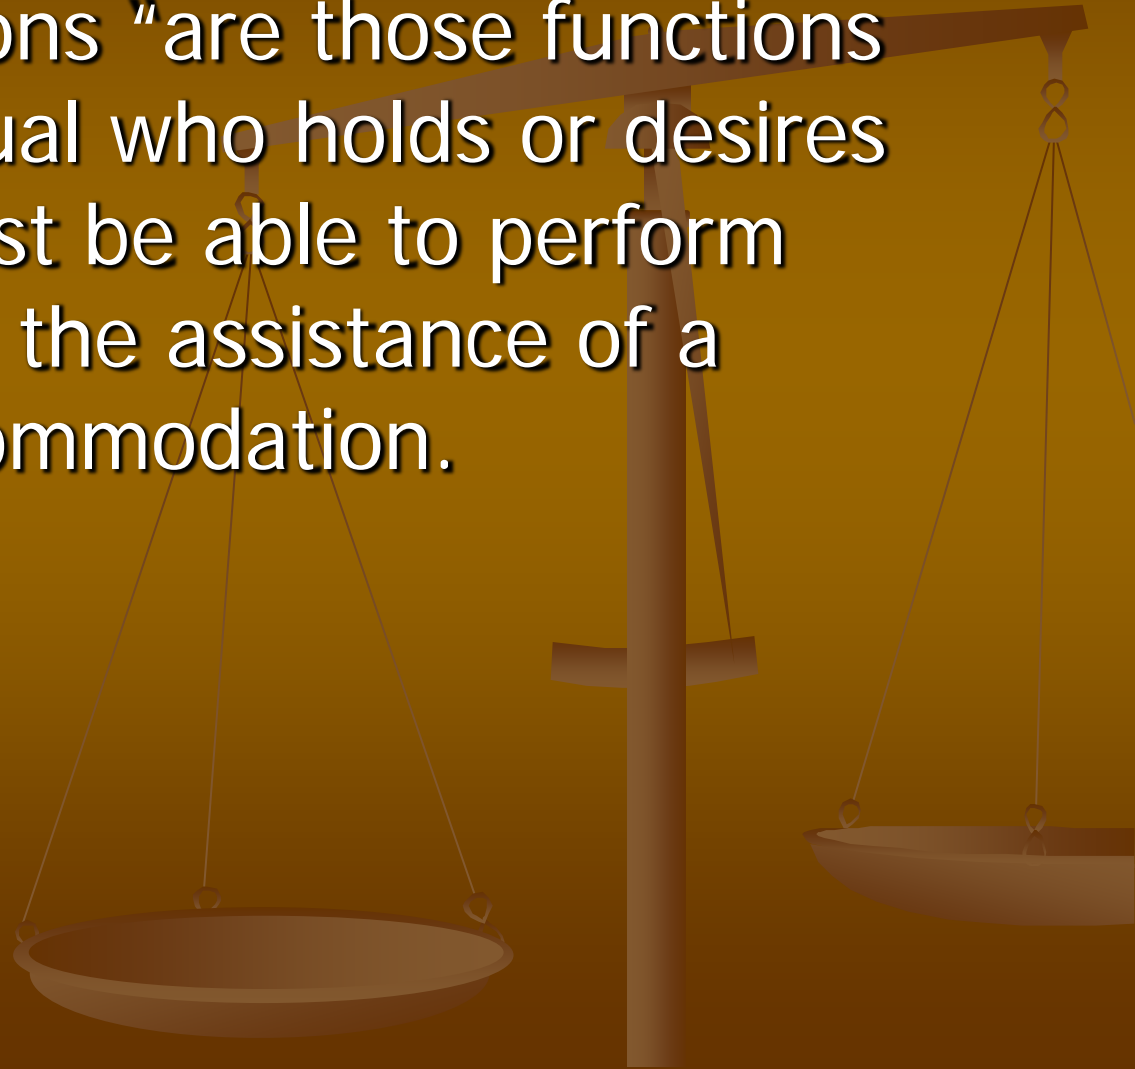 ons “are those functions
ual who holds or desires
st be able to perform
the assistance of a
ommodation.